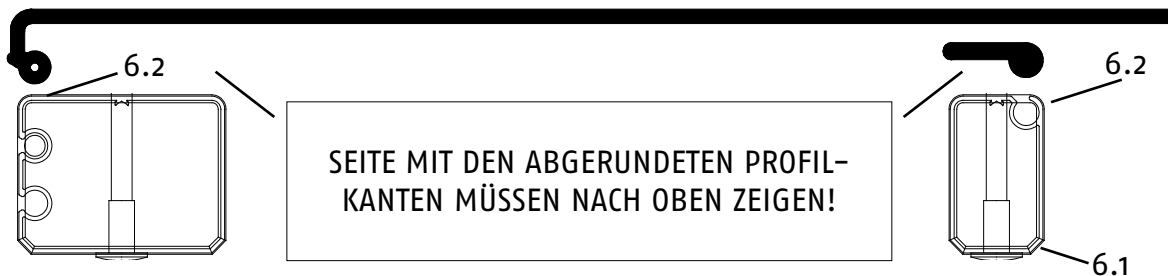 6.2
6.2
SEITE MIT DEN ABGERUNDETEN PROFIL-
KANTEN MÜSSEN NACH OBEN ZEIGEN!
6.1